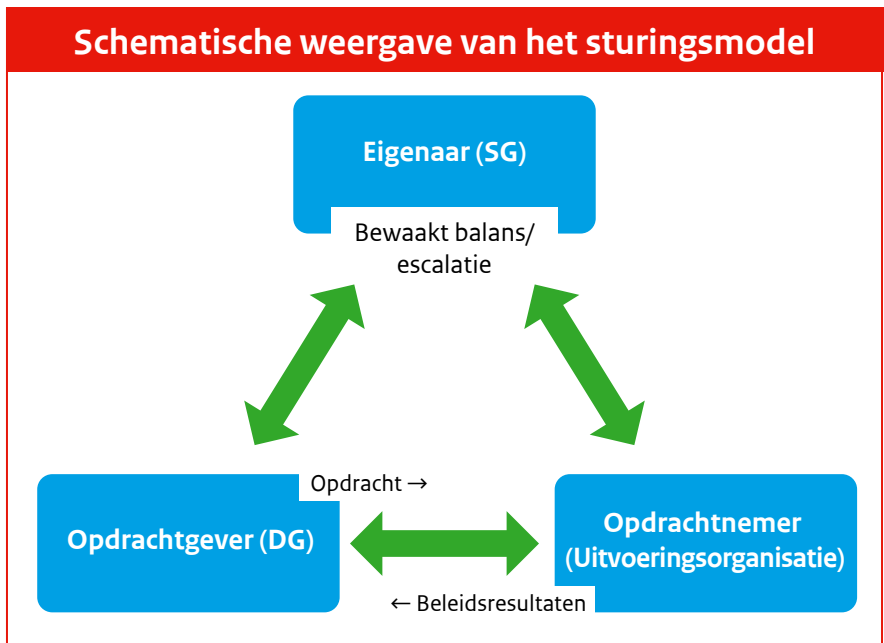 Schematische weergave van het sturingsmodel
Eigenaar (SG)
Bewaakt balans/
escalatie
Opdracht →
Opdrachtgever (DG)
Opdrachtnemer
(Uitvoeringsorganisatie)
← Beleidsresultaten